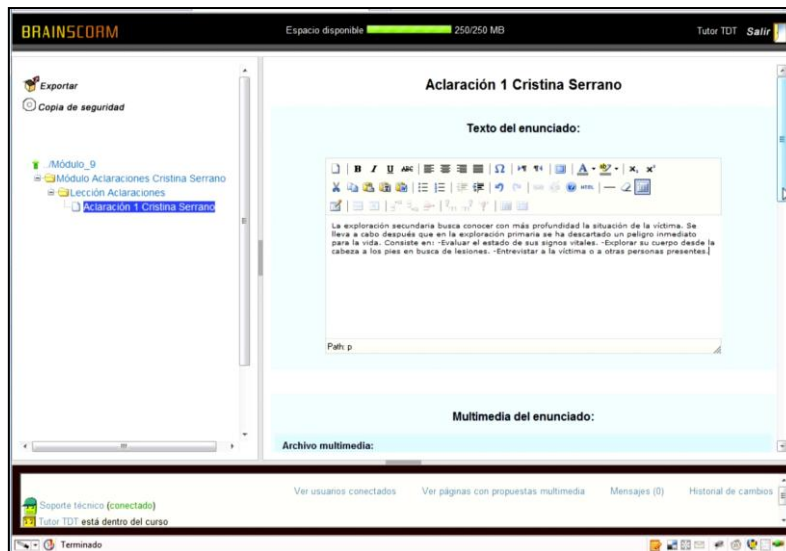 BRAINSCORM
Espacio disponible 250/250 MB
Tutor TDT Salir
Exportar
Copia de seguridad
../Módulo_9
Módulo Aclaraciones Cristina Serrano
Lección Aclaraciones
Aclaración 1 Cristina Serrano
Aclaración 1 Cristina Serrano
Texto del enunciado:
La exploración secundaria busca conocer con más profundidad la situación de la víctima. Se
lleva a cabo después que en la exploración primaria se ha descartado un peligro inmediato
para la vida. Consiste en: -Evaluar el estado de sus signos vitales. -Explorar su cuerpo desde la
cabeza a los pies en busca de lesiones. -Entrevistar a la víctima o a otras personas presentes.
Path: p
Multimedia del enunciado:
Archivo multimedia:
Ver usuarios conectados Ver páginas con propuestas multimedia Mensajes (0) Historial de cambios
Soporte técnico (conectado)
Tutor TDT está dentro del curso
Terminado